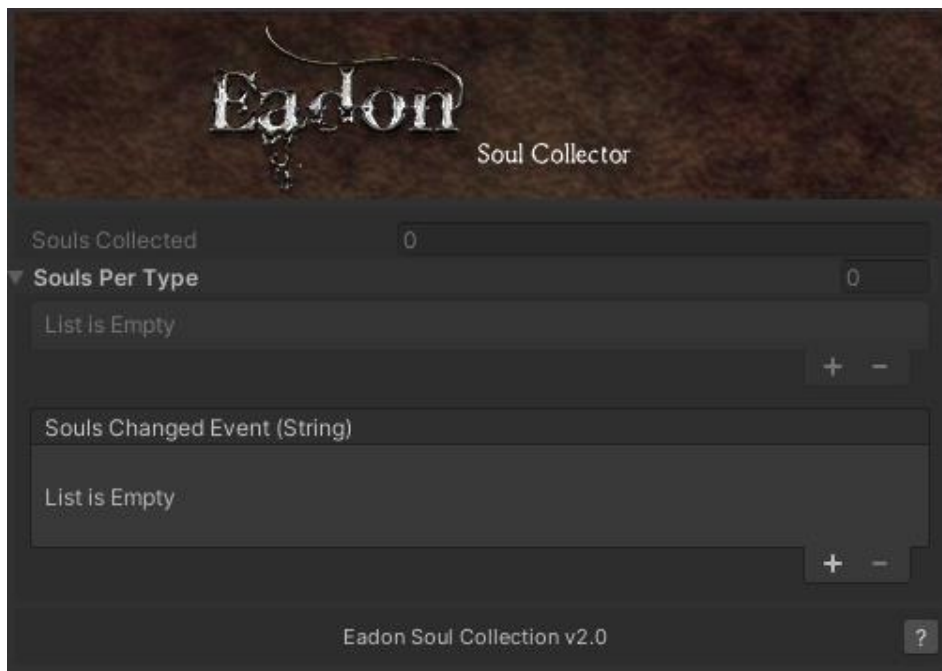 Eadon
Soul Collector
Souls Collected 0
Souls Per Type 0
List is Empty
+ −
Souls Changed Event (String)
List is Empty
+ −
Eadon Soul Collection v2.0 ?